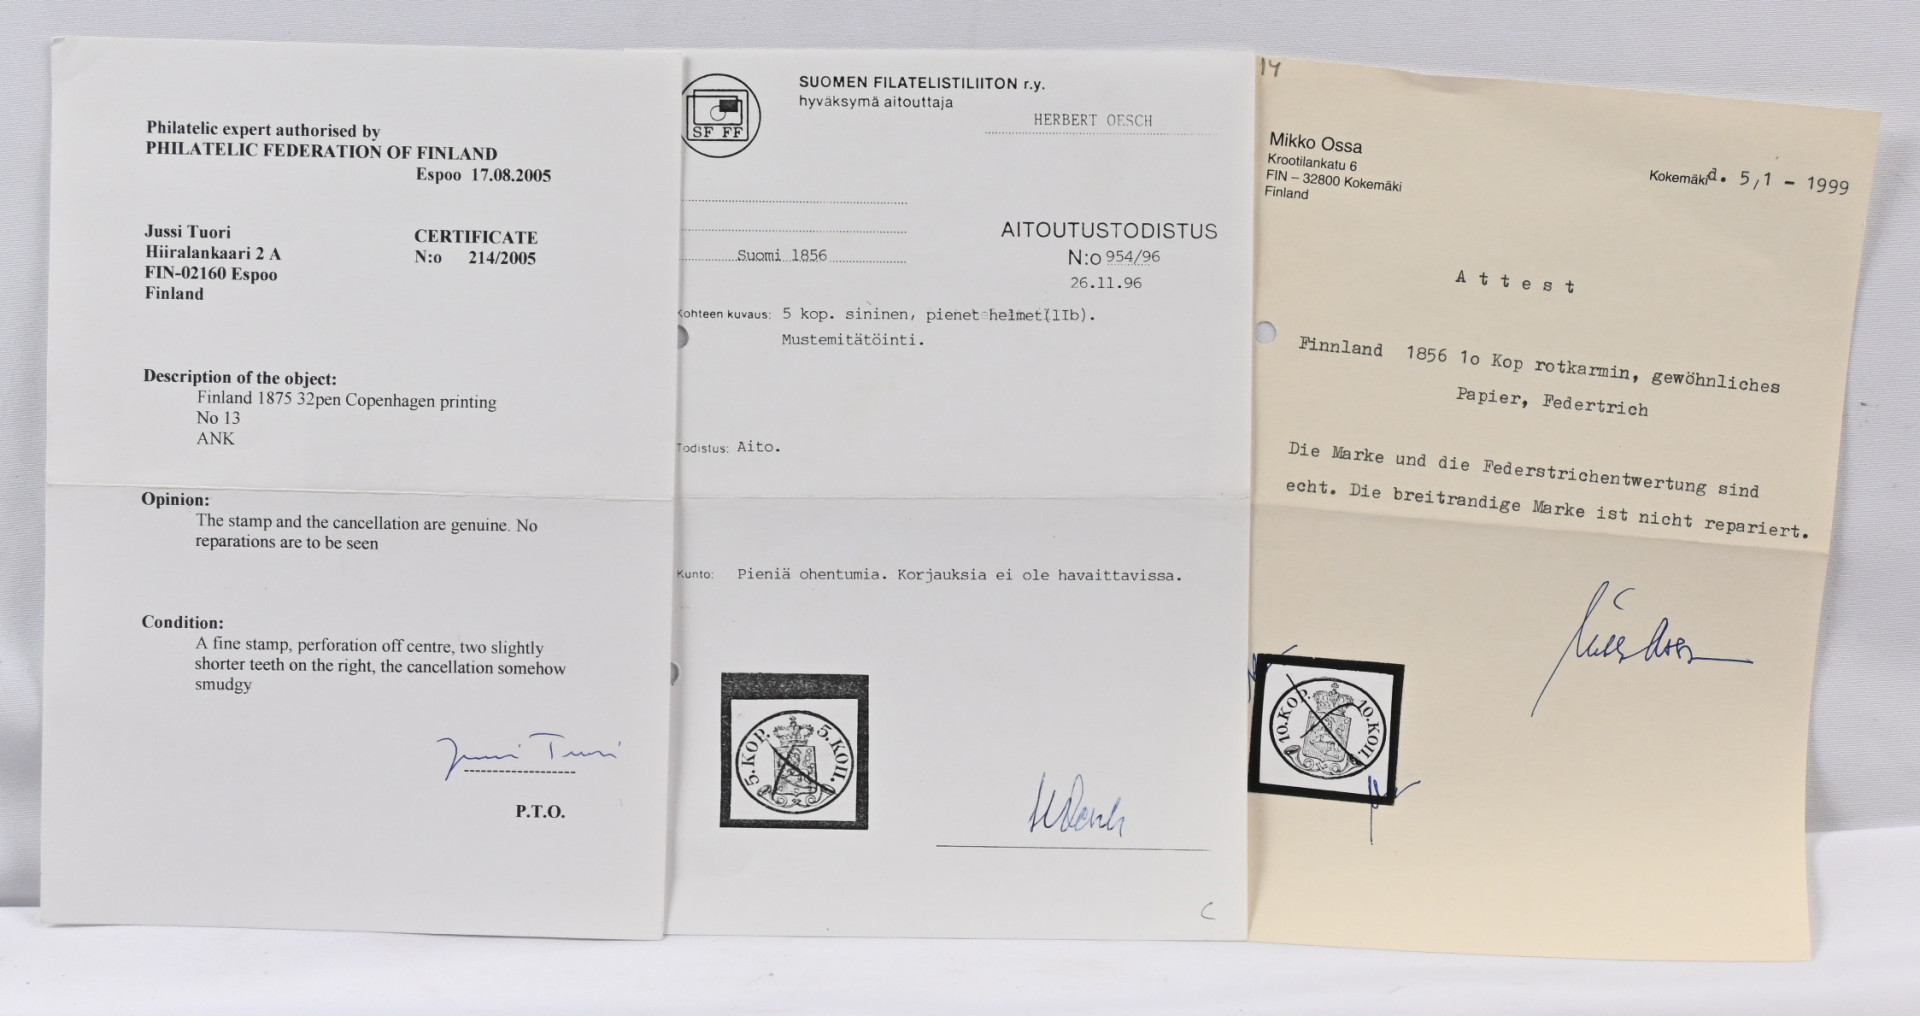 Philatelic expert authorised by
PHILATELIC FEDERATION OF FINLAND
Espoo 17.08.2005
Jussi Tuori
Hiiralankaari 2 A
FIN-02160 Espoo
Finland
CERTIFICATE
N:o 214/2005
Description of the object:
Finland 1875 32pen Copenhagen printing
No 13
ANK
Opinion:
The stamp and the cancellation are genuine. No
reparations are to be seen
Condition:
A fine stamp, perforation off centre, two slightly
shorter teeth on the right, the cancellation somehow
smudgy
Jussi Tuori
P.T.O.
SF FF
SUOMEN FILATELISTILIITON r.y.
hyväksymä aitouttaja
HERBERT OESCH
Suomi 1856
AITOUTUSTODISTUS
N:o 954/96
26.11.96
Kohteen kuvaus: 5 kop. sininen, pienet helmet(1Ib).
Mustemitätöinti.
Todistus: Aito.
Kunto: Pieniä ohentumia. Korjauksia ei ole havaittavissa.
5.KOP. 5.КОП.
C
14
Mikko Ossa
Krootilankatu 6
FIN – 32800 Kokemäki
Finland
Kokemäki d. 5/1 - 1999
A t t e s t
Finnland 1856 1o Kop rotkarmin, gewöhnliches
Papier, Federtrich
Die Marke und die Federstrichentwertung sind
echt. Die breitrandige Marke ist nicht repariert.
10.KOP. 10.КОП.